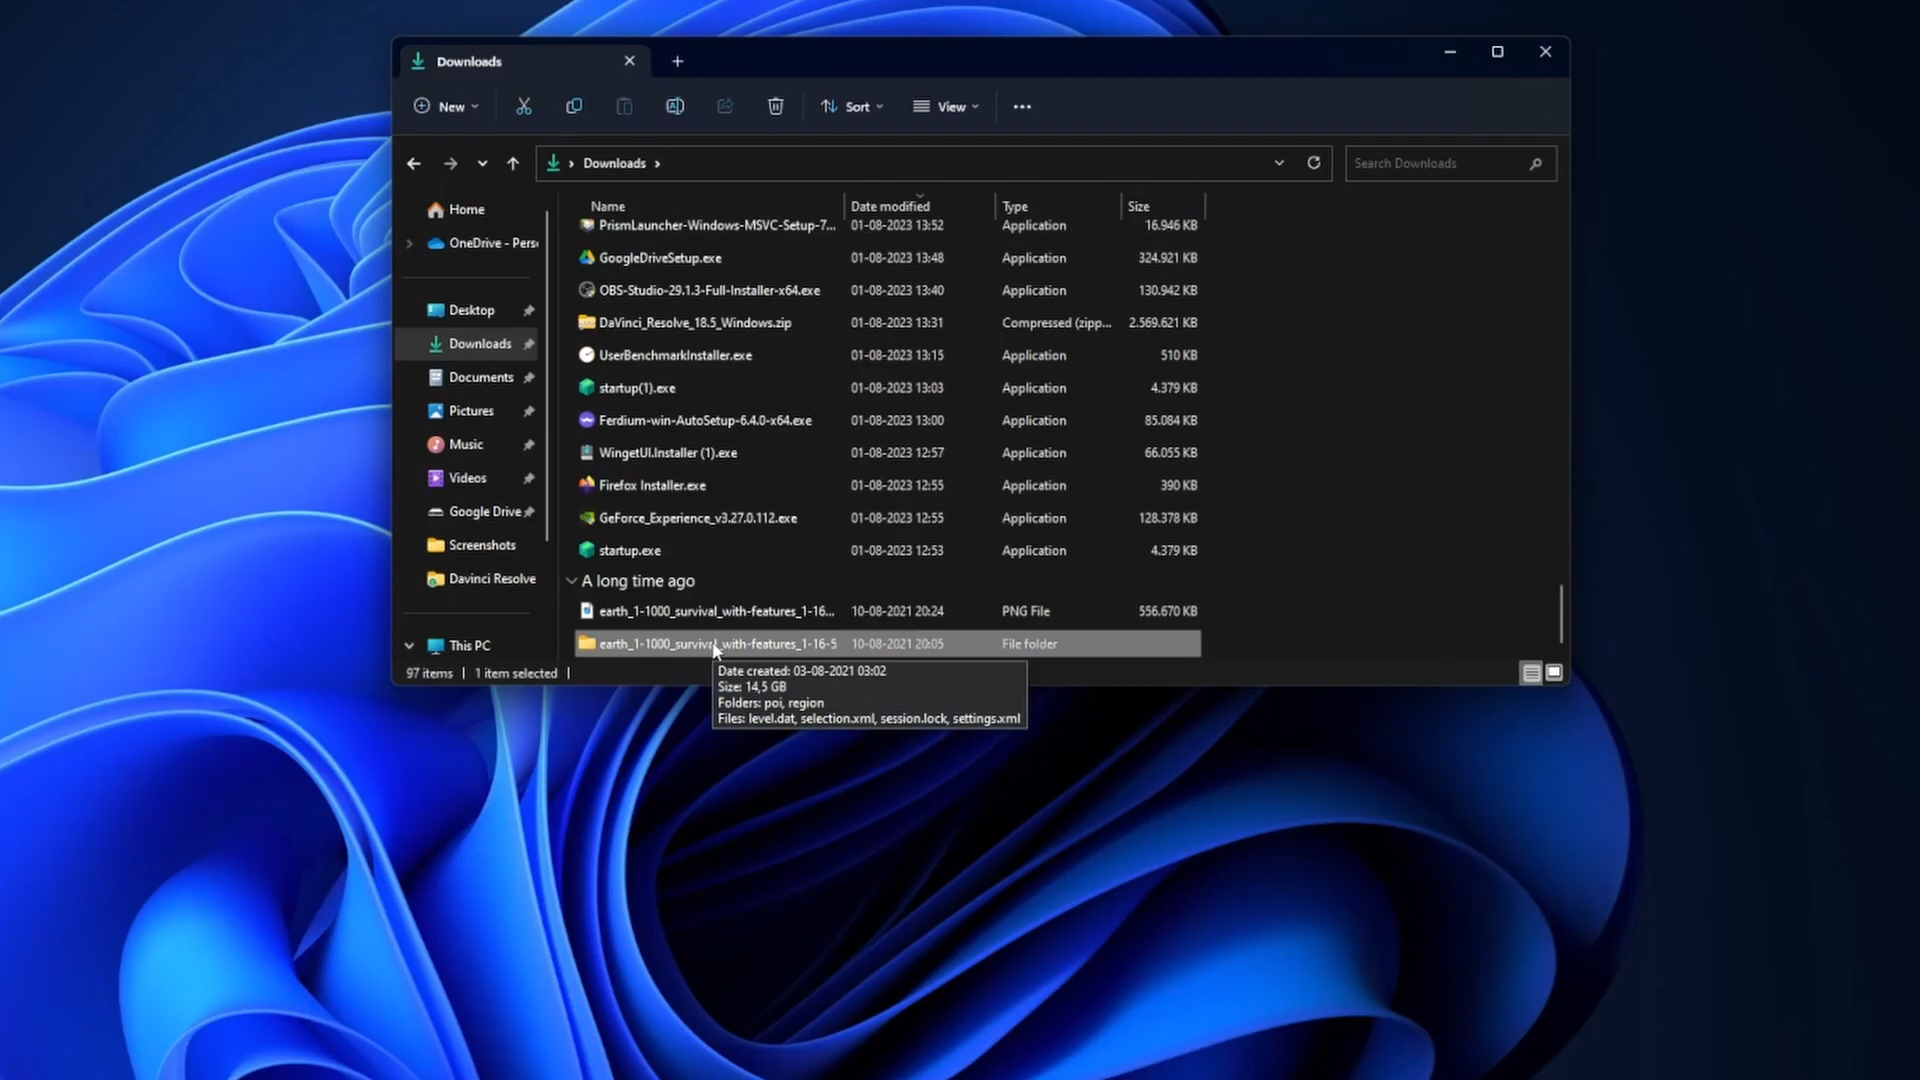 Downloads
New
Sort
View
Downloads
Search Downloads
Home
OneDrive - Pers
Desktop
Downloads
Documents
Pictures
Music
Videos
Google Drive
Screenshots
Davinci Resolve
This PC
Name Date modified Type Size
PrismLauncher-Windows-MSVC-Setup-7... 01-08-2023 13:52 Application 16.946 KB
GoogleDriveSetup.exe 01-08-2023 13:48 Application 324.921 KB
OBS-Studio-29.1.3-Full-Installer-x64.exe 01-08-2023 13:40 Application 130.942 KB
DaVinci_Resolve_18.5_Windows.zip 01-08-2023 13:31 Compressed (zipp... 2.569.621 KB
UserBenchmarkInstaller.exe 01-08-2023 13:15 Application 510 KB
startup(1).exe 01-08-2023 13:03 Application 4.379 KB
Ferdium-win-AutoSetup-6.4.0-x64.exe 01-08-2023 13:00 Application 85.084 KB
WingetUI.Installer (1).exe 01-08-2023 12:57 Application 66.055 KB
Firefox Installer.exe 01-08-2023 12:55 Application 390 KB
GeForce_Experience_v3.27.0.112.exe 01-08-2023 12:55 Application 128.378 KB
startup.exe 01-08-2023 12:53 Application 4.379 KB
A long time ago
earth_1-1000_survival_with-features_1-16... 10-08-2021 20:24 PNG File 556.670 KB
earth_1-1000_survival_with-features_1-16-5 10-08-2021 20:05 File folder
97 items 1 item selected
Date created: 03-08-2021 03:02
Size: 14,5 GB
Folders: poi, region
Files: level.dat, selection.xml, session.lock, settings.xml